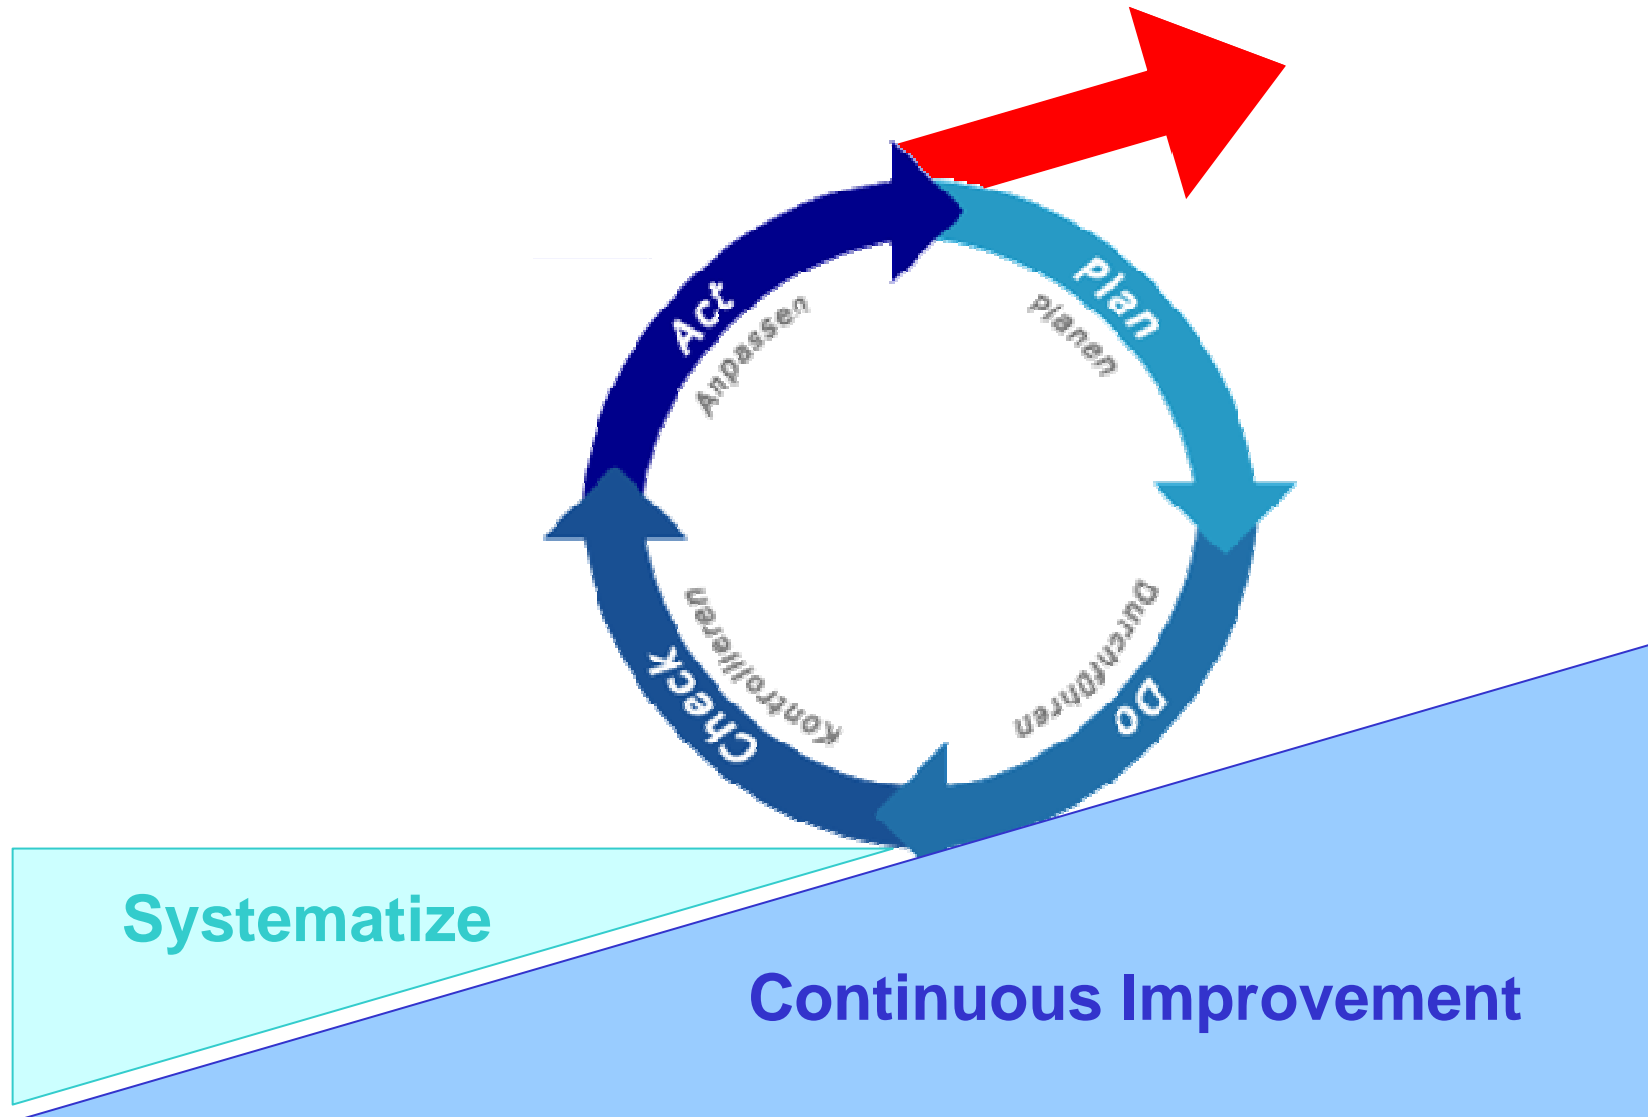 Act
Anpassen
Plan
Planen
Do
Durchführen
Check
Kontrollieren
Systematize
Continuous Improvement